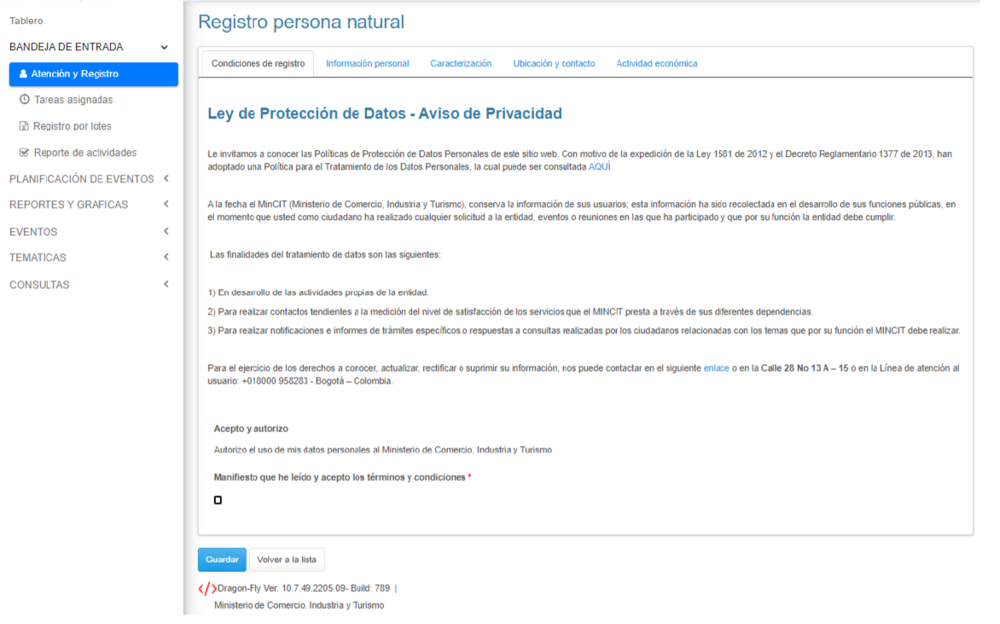 Tablero
BANDEJA DE ENTRADA
Atención y Registro
Tareas asignadas
Registro por lotes
Reporte de actividades
PLANIFICACIÓN DE EVENTOS
REPORTES Y GRAFICAS
EVENTOS
TEMATICAS
CONSULTAS
Registro persona natural
Condiciones de registro Información personal Caracterización Ubicación y contacto Actividad económica
Ley de Protección de Datos - Aviso de Privacidad
Le invitamos a conocer las Políticas de Protección de Datos Personales de este sitio web. Con motivo de la expedición de la Ley 1581 de 2012 y el Decreto Reglamentario 1377 de 2013, han
adoptado una Política para el Tratamiento de los Datos Personales, la cual puede ser consultada AQUÍ
A la fecha el MinCIT (Ministerio de Comercio, Industria y Turismo), conserva la información de sus usuarios; esta información ha sido recolectada en el desarrollo de sus funciones públicas, en
el momento que usted como ciudadano ha realizado cualquier solicitud a la entidad, eventos o reuniones en las que ha participado y que por su función la entidad debe cumplir.
Las finalidades del tratamiento de datos son las siguientes:
1) En desarrollo de las actividades propias de la entidad.
2) Para realizar contactos tendientes a la medición del nivel de satisfacción de los servicios que el MINCIT presta a través de sus diferentes dependencias.
3) Para realizar notificaciones e informes de trámites específicos o respuestas a consultas realizadas por los ciudadanos relacionadas con los temas que por su función el MINCIT debe realizar.
Para el ejercicio de los derechos a conocer, actualizar, rectificar o suprimir su información, nos puede contactar en el siguiente enlace o en la Calle 28 No 13 A – 15 o en la Línea de atención al
usuario: +018000 958283 - Bogotá – Colombia.
Acepto y autorizo
Autorizo el uso de mis datos personales al Ministerio de Comercio, Industria y Turismo
Manifiesto que he leído y acepto los términos y condiciones *
Guardar Volver a la lista
</>Dragon-Fly Ver. 10.7.49.2205.09- Build: 789 |
Ministerio de Comercio, Industria y Turismo